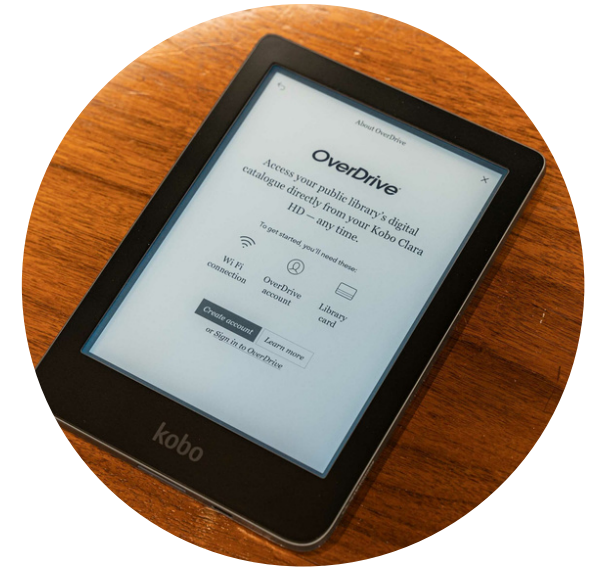 About OverDrive
OverDrive
Access your public library's digital
catalogue directly from your Kobo Clara
HD — any time.
To get started, you'll need these:
Wi Fi
connection
OverDrive
account
Library
card
Create account
Learn more
or Sign in to OverDrive
kobo